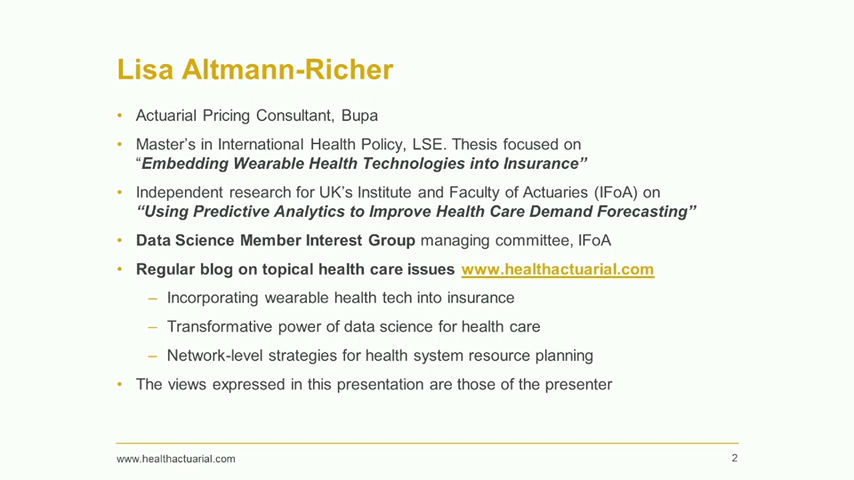 Lisa Altmann-Richer
• Actuarial Pricing Consultant, Bupa
• Master’s in International Health Policy, LSE. Thesis focused on
“Embedding Wearable Health Technologies into Insurance”
• Independent research for UK’s Institute and Faculty of Actuaries (IFoA) on
“Using Predictive Analytics to Improve Health Care Demand Forecasting”
• Data Science Member Interest Group managing committee, IFoA
• Regular blog on topical health care issues www.healthactuarial.com
– Incorporating wearable health tech into insurance
– Transformative power of data science for health care
– Network-level strategies for health system resource planning
• The views expressed in this presentation are those of the presenter
www.healthactuarial.com
2